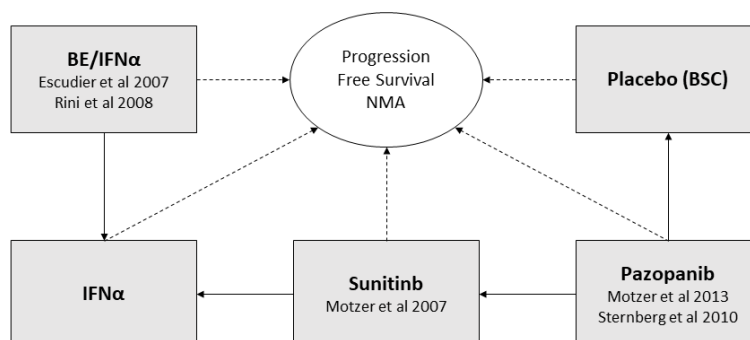 BE/IFNα
Escudier et al 2007
Rini et al 2008
Progression
Free Survival
NMA
Placebo (BSC)
IFNα
Sunitinb
Motzer et al 2007
Pazopanib
Motzer et al 2013
Sternberg et al 2010